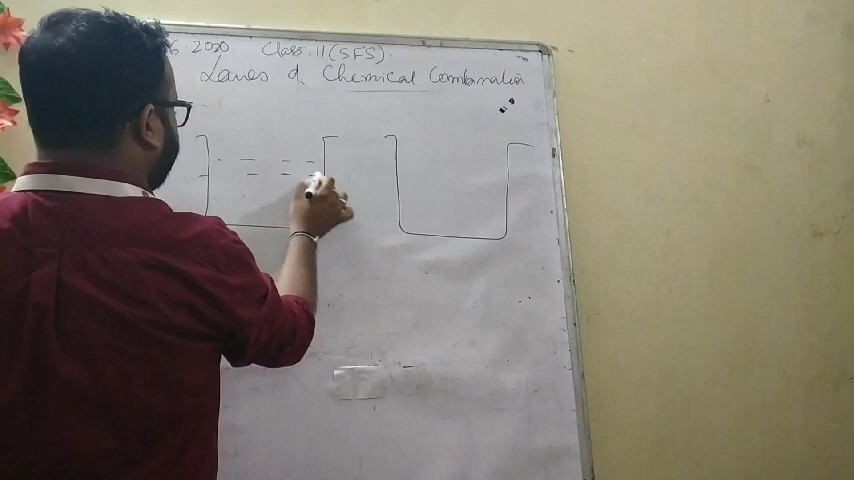 6.2020 Class. 11 (SFS).
Laws of Chemical Combination